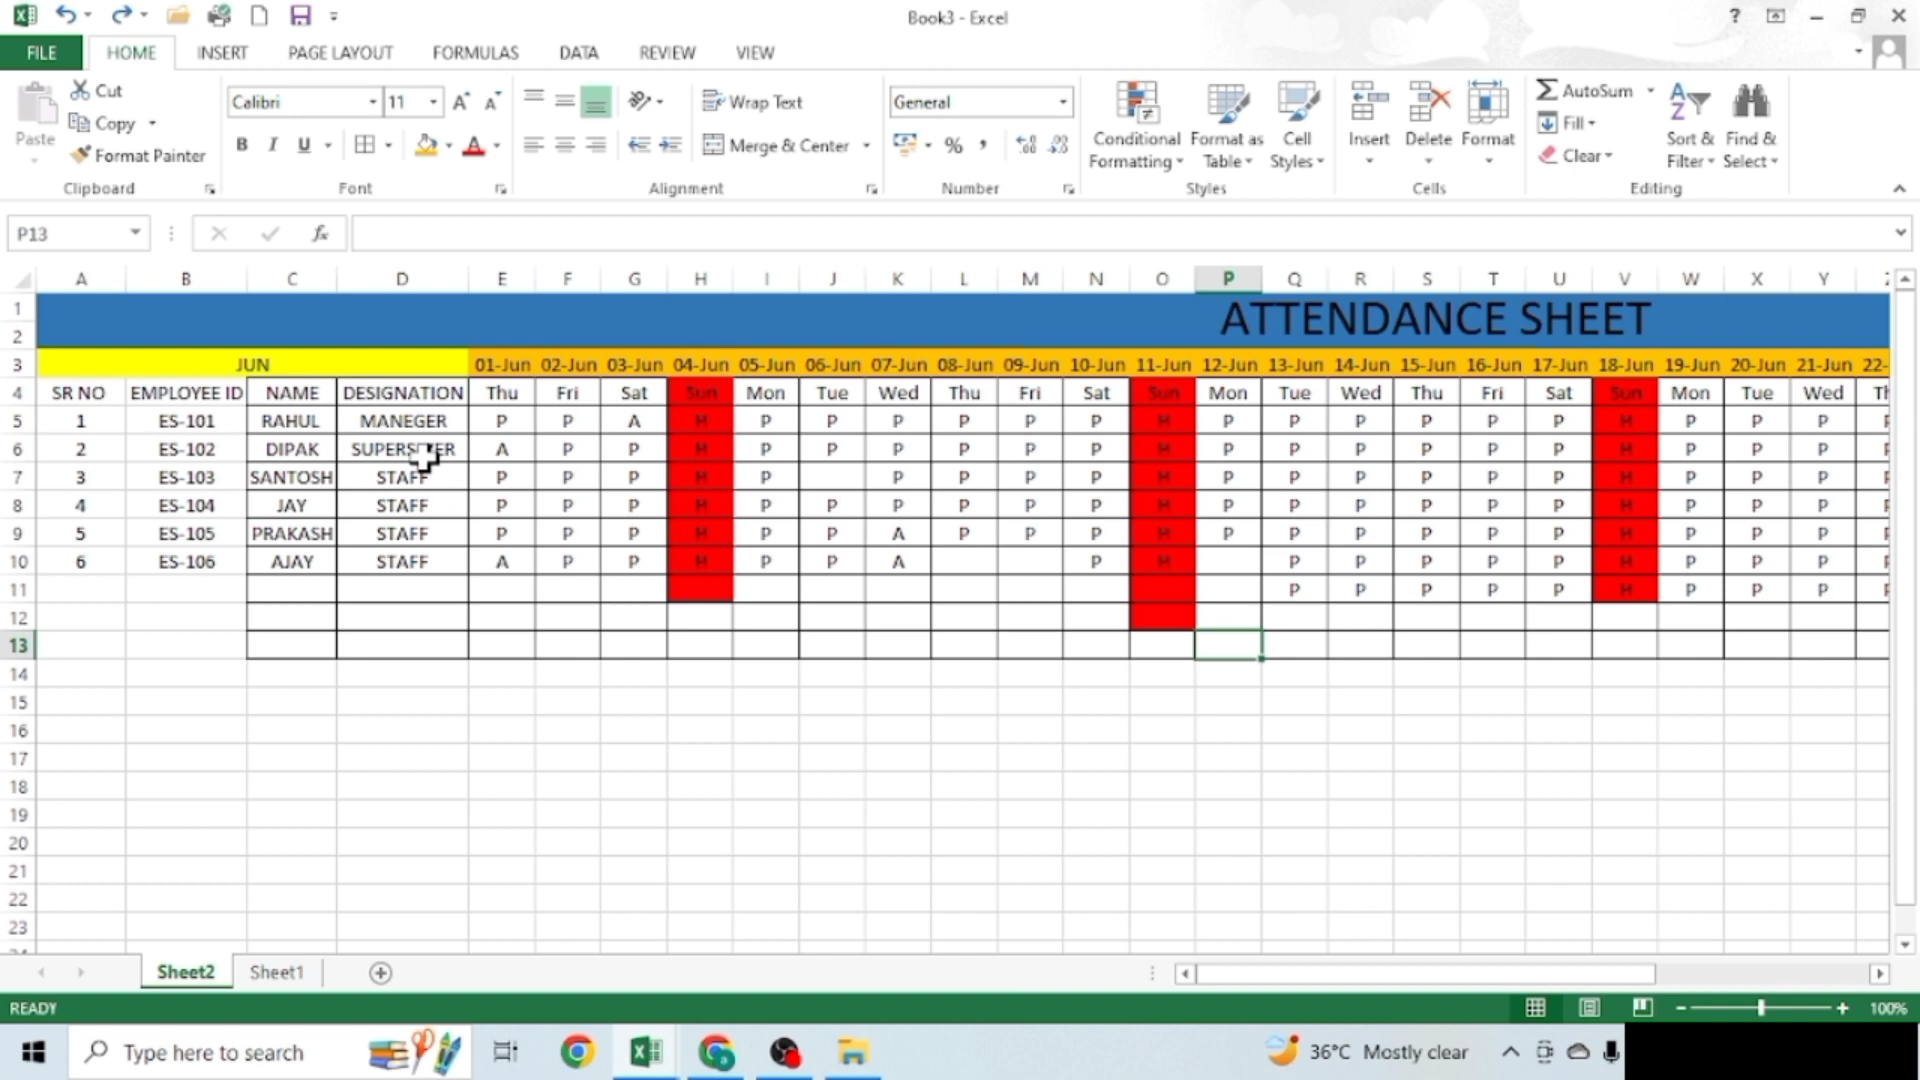 Book3 - Excel
?
FILE HOME INSERT PAGE LAYOUT FORMULAS DATA REVIEW VIEW
Paste Cut Copy Format Painter Clipboard
Calibri 11 A A B I U A Font
Wrap Text Merge & Center Alignment
General % , Number
Conditional Formatting Format as Table Cell Styles Styles
Insert Delete Format Cells
AutoSum Fill Clear Sort & Filter Find & Select Editing
P13 fx
A B C D E F G H I J K L M N O P Q R S T U V W X Y
1 ATTENDANCE SHEET
2
3 JUN 01-Jun 02-Jun 03-Jun 04-Jun 05-Jun 06-Jun 07-Jun 08-Jun 09-Jun 10-Jun 11-Jun 12-Jun 13-Jun 14-Jun 15-Jun 16-Jun 17-Jun 18-Jun 19-Jun 20-Jun 21-Jun 22-
4 SR NO EMPLOYEE ID NAME DESIGNATION Thu Fri Sat Sun Mon Tue Wed Thu Fri Sat Sun Mon Tue Wed Thu Fri Sat Sun Mon Tue Wed
5 1 ES-101 RAHUL MANEGER P P A H P P P P P P H P P P P P P H P P P
6 2 ES-102 DIPAK A P P H P P P P P P H P P P P P P H P P P
7 3 ES-103 SANTOSH STAFF P P P H P P P P P H P P P P P P H P P P
8 4 ES-104 JAY STAFF P P P H P P P P P P H P P P P P P H P P P
9 5 ES-105 PRAKASH STAFF P P P H P P A P P P H P P P P P P H P P P
10 6 ES-106 AJAY STAFF A P P H P P A P H P P P P P H P P P
11 P P P P P H P P P
12
13
14
15
16
17
18
19
20
21
22
23
Sheet2 Sheet1
READY 100%
Type here to search 36°C Mostly clear